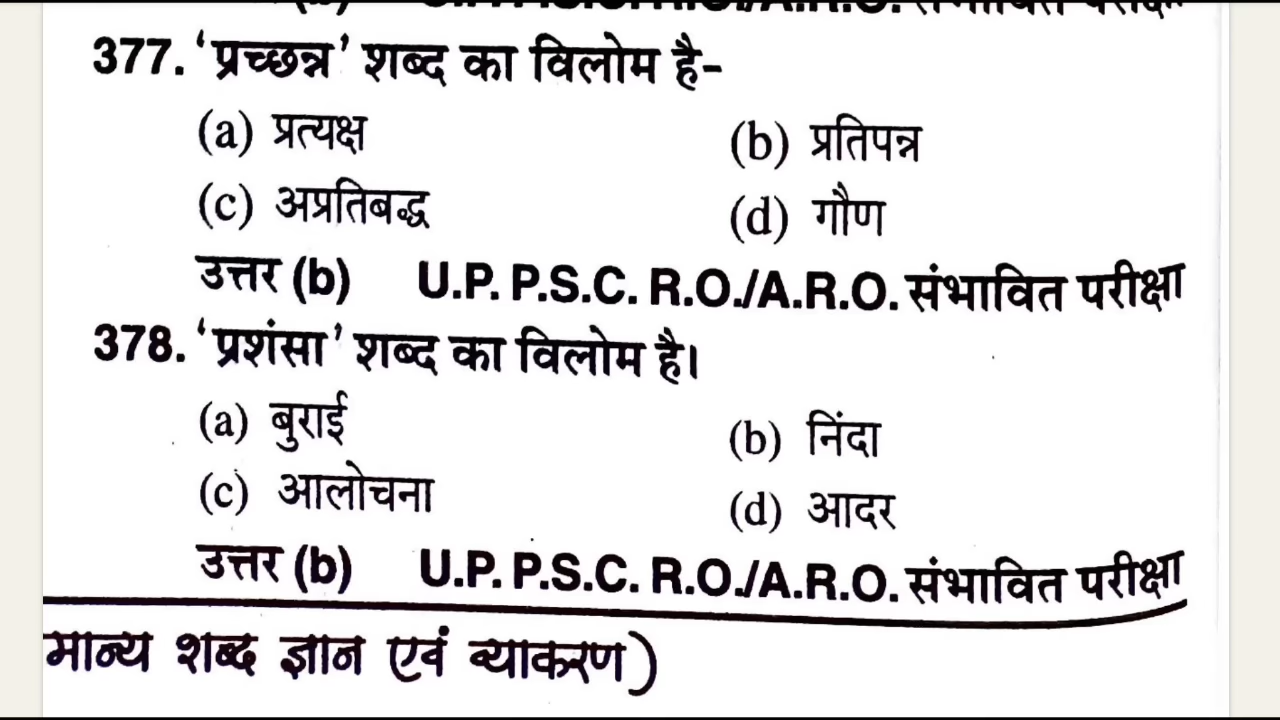 377. 'प्रच्छन्न' शब्द का विलोम है-
(a) प्रत्यक्ष (b) प्रतिपन्न
(c) अप्रतिबद्ध (d) गौण
उत्तर (b) U.P. P.S.C. R.O./A.R.O. संभावित परीक्षा
378. 'प्रशंसा' शब्द का विलोम है।
(a) बुराई (b) निंदा
(c) आलोचना (d) आदर
उत्तर (b) U.P. P.S.C. R.O./A.R.O. संभावित परीक्षा
मान्य शब्द ज्ञान एवं व्याकरण)